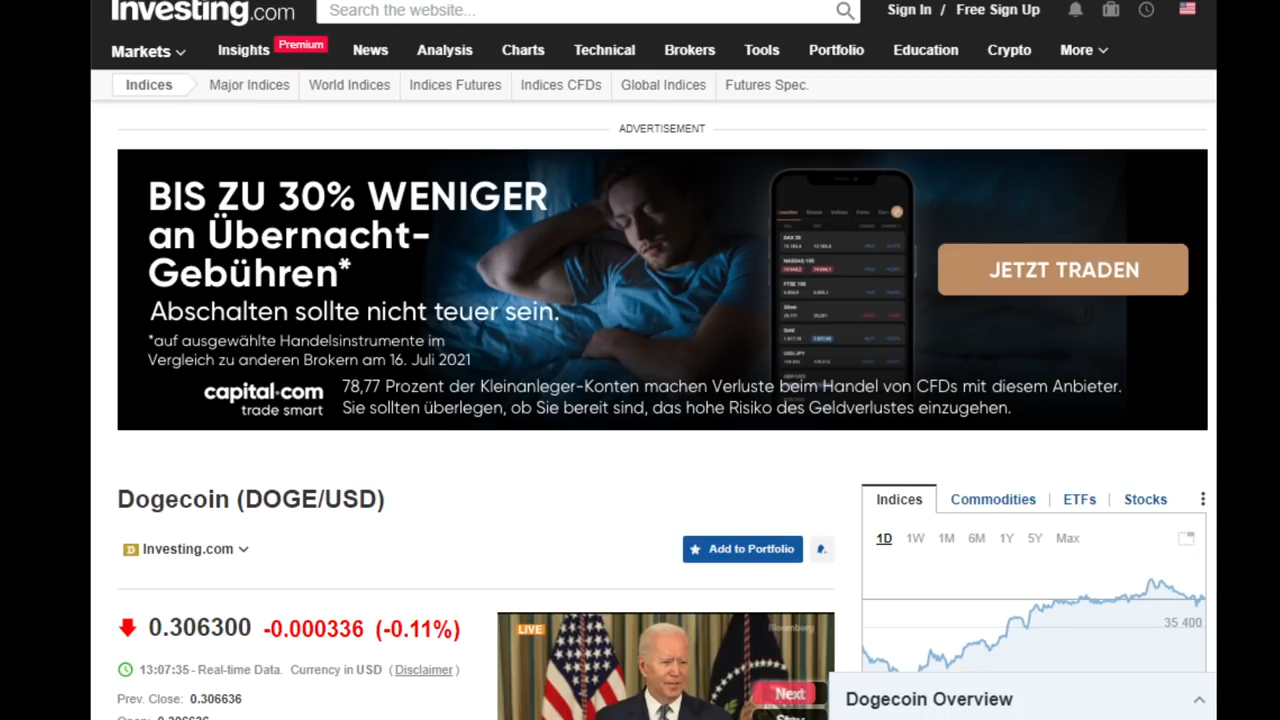 Investing.com
Search the website...
Sign In / Free Sign Up
Markets
Insights
Premium
News
Analysis
Charts
Technical
Brokers
Tools
Portfolio
Education
Crypto
More
Indices
Major Indices
World Indices
Indices Futures
Indices CFDs
Global Indices
Futures Spec.
ADVERTISEMENT
BIS ZU 30% WENIGER
an Übernacht-
Gebühren*
Abschalten sollte nicht teuer sein.
*auf ausgewählte Handelsinstrumente im
Vergleich zu anderen Brokern am 16. Juli 2021
JETZT TRADEN
capital.com
trade smart
78,77 Prozent der Kleinanleger-Konten machen Verluste beim Handel von CFDs mit diesem Anbieter.
Sie sollten überlegen, ob Sie bereit sind, das hohe Risiko des Geldverlustes einzugehen.
Dogecoin (DOGE/USD)
Investing.com
Add to Portfolio
Indices
Commodities
ETFs
Stocks
1D 1W 1M 6M 1Y 5Y Max
35 400
0.306300 -0.000336 (-0.11%)
13:07:35 - Real-time Data. Currency in USD ( Disclaimer )
Prev. Close: 0.306636
LIVE
Bloomberg
Next
Dogecoin Overview